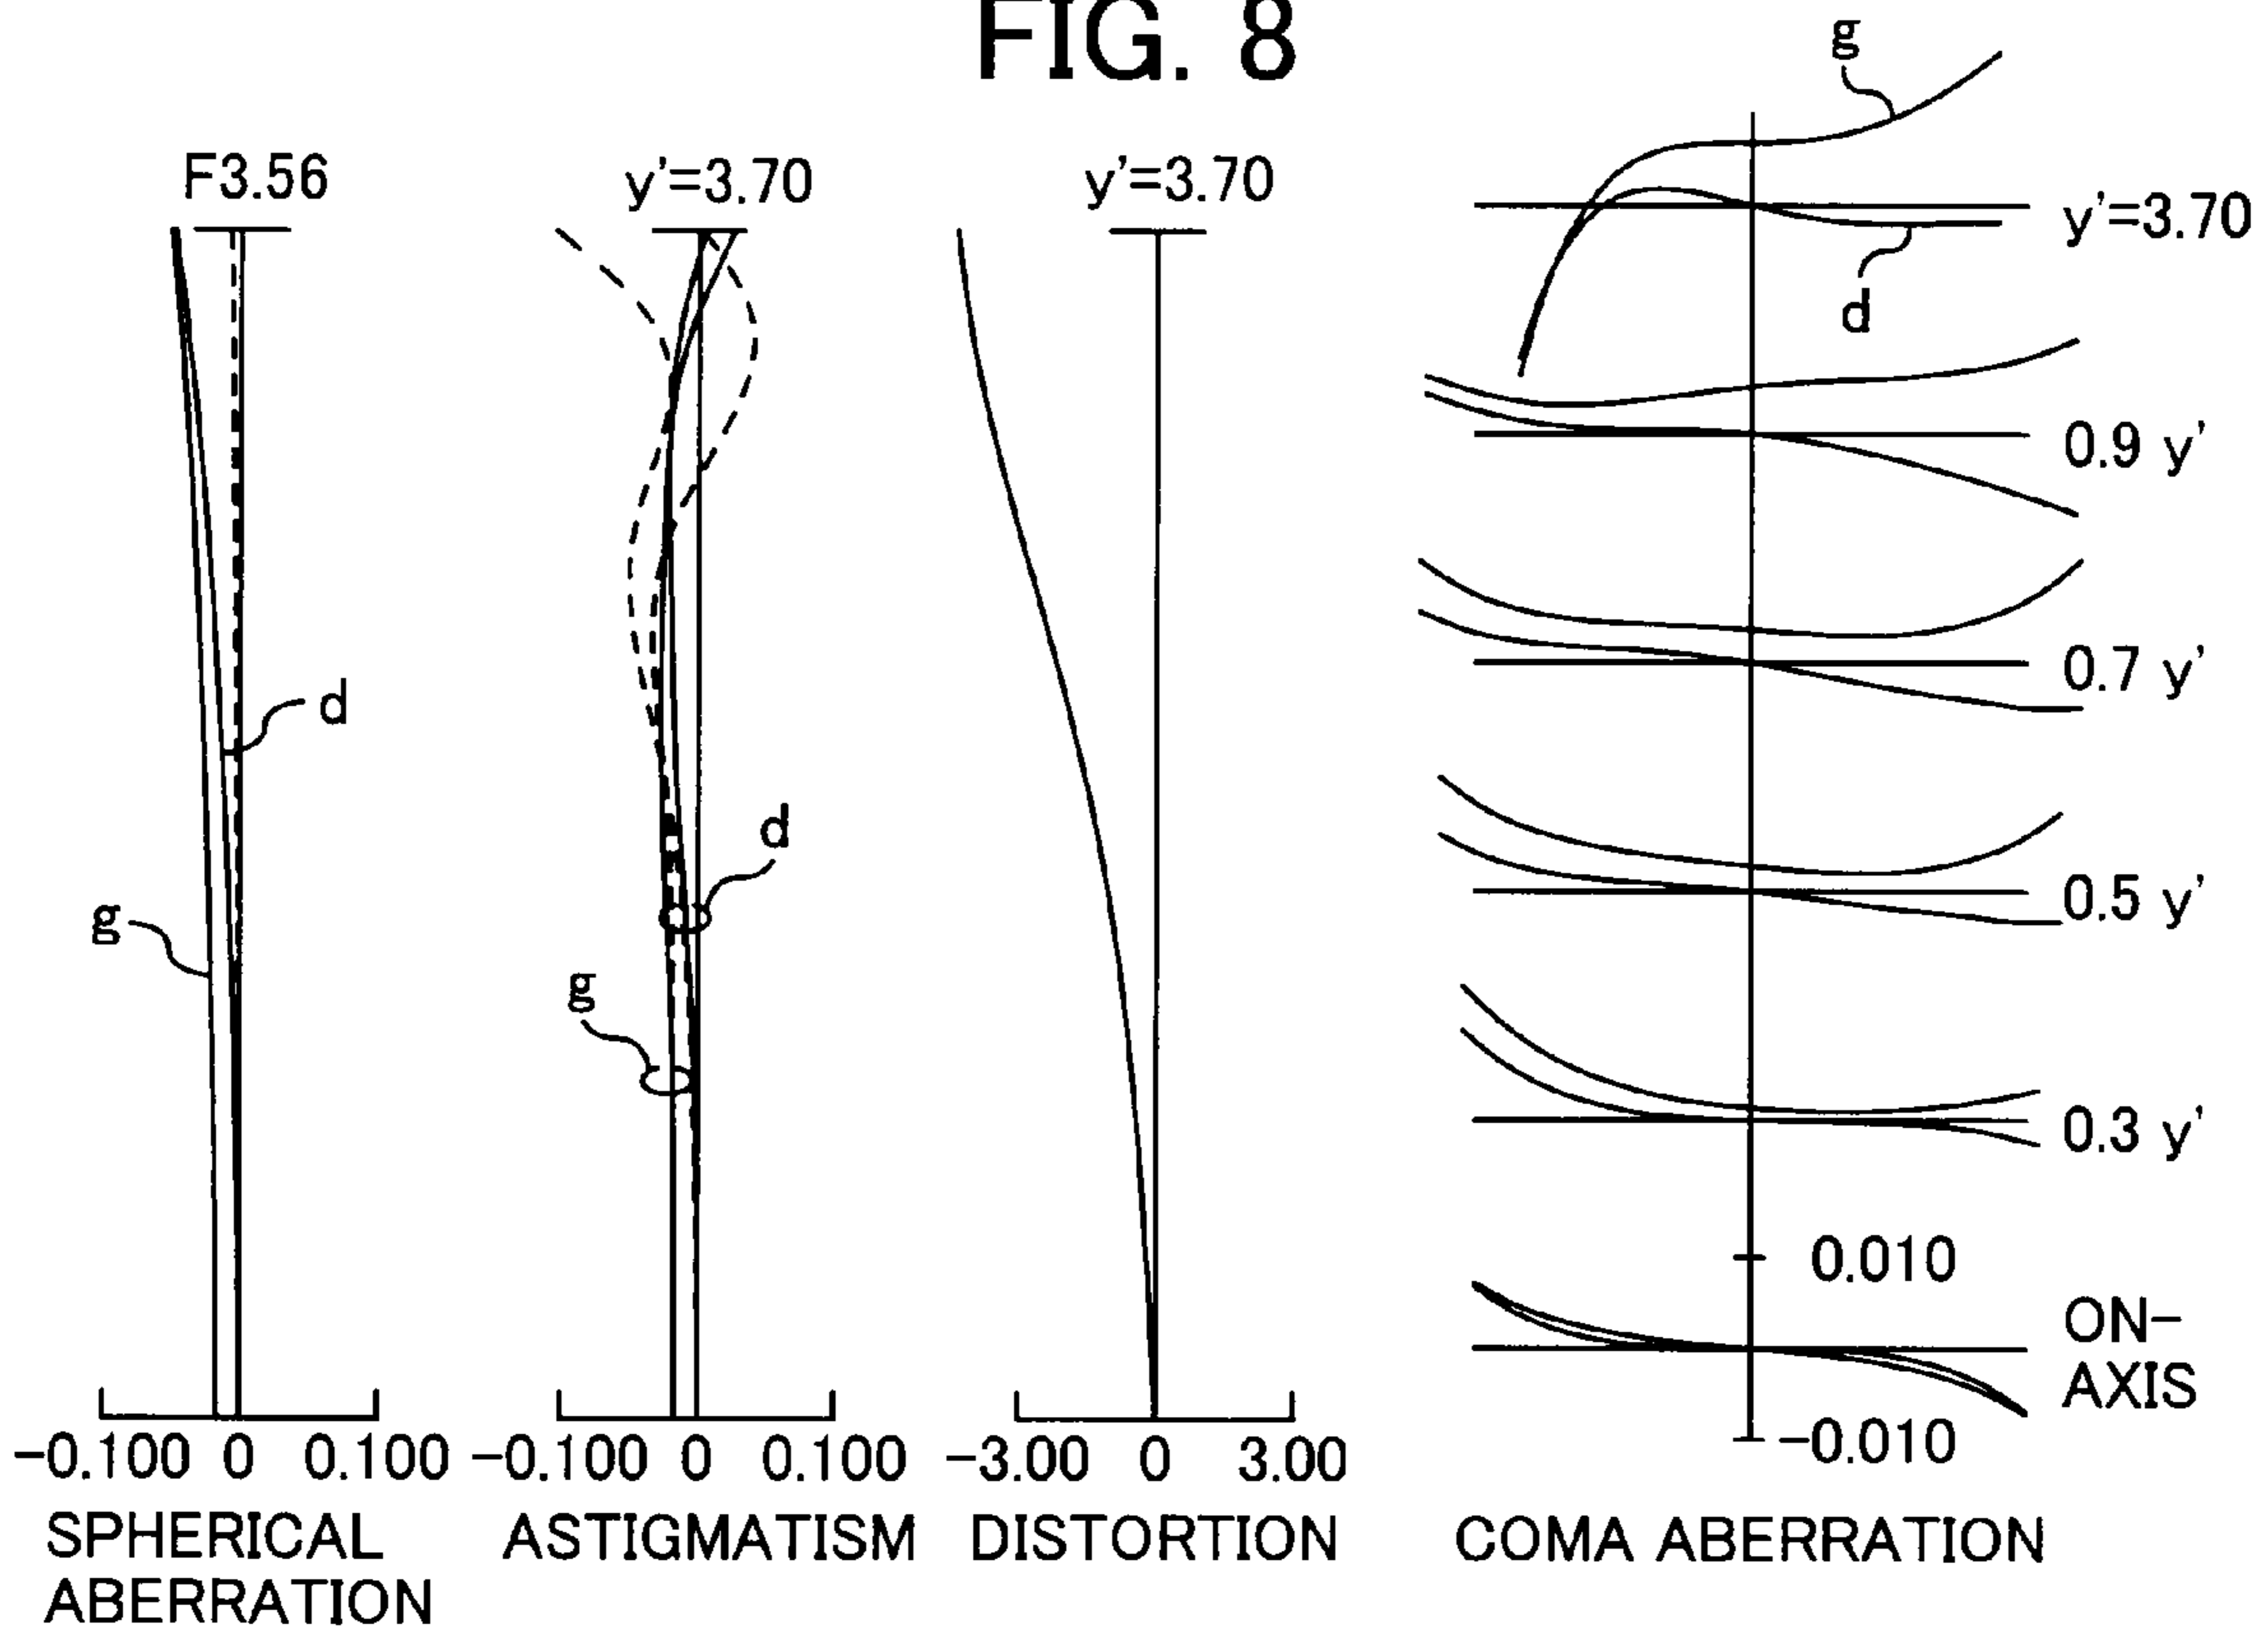 FIG. 8
F3.56
d
g
-0.100 0 0.100
SPHERICAL
ABERRATION
y'=3.70
d
g
-0.100 0 0.100
ASTIGMATISM
y'=3.70
-3.00 0 3.00
DISTORTION
g
y'=3.70
d
0.9 y'
0.7 y'
0.5 y'
0.3 y'
0.010
ON-
AXIS
-0.010
COMA ABERRATION